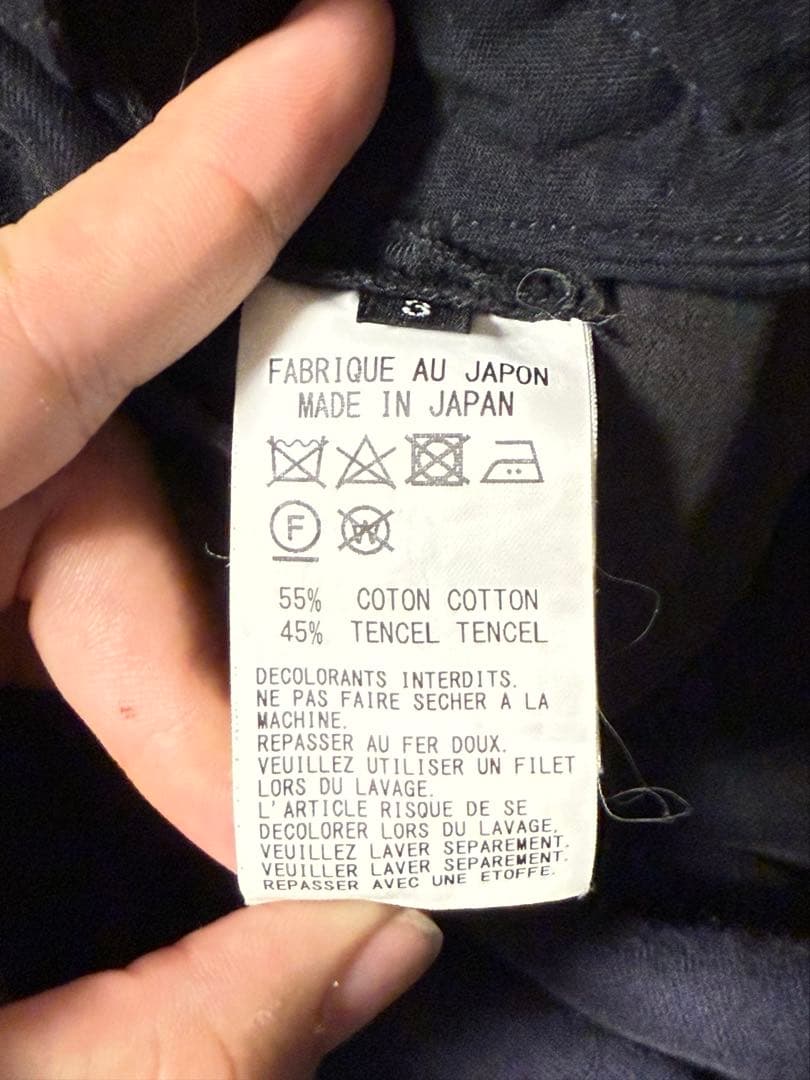 3
FABRIQUE AU JAPON
MADE IN JAPAN
F W
55% COTON COTTON
45% TENCEL TENCEL
DECOLORANTS INTERDITS.
NE PAS FAIRE SECHER A LA
MACHINE.
REPASSER AU FER DOUX.
VEUILLEZ UTILISER UN FILET
LORS DU LAVAGE.
L'ARTICLE RISQUE DE SE
DECOLORER LORS DU LAVAGE.
VEUILLEZ LAVER SEPAREMENT.
VEUILLER LAVER SEPAREMENT.
REPASSER AVEC UNE ETOFFE.